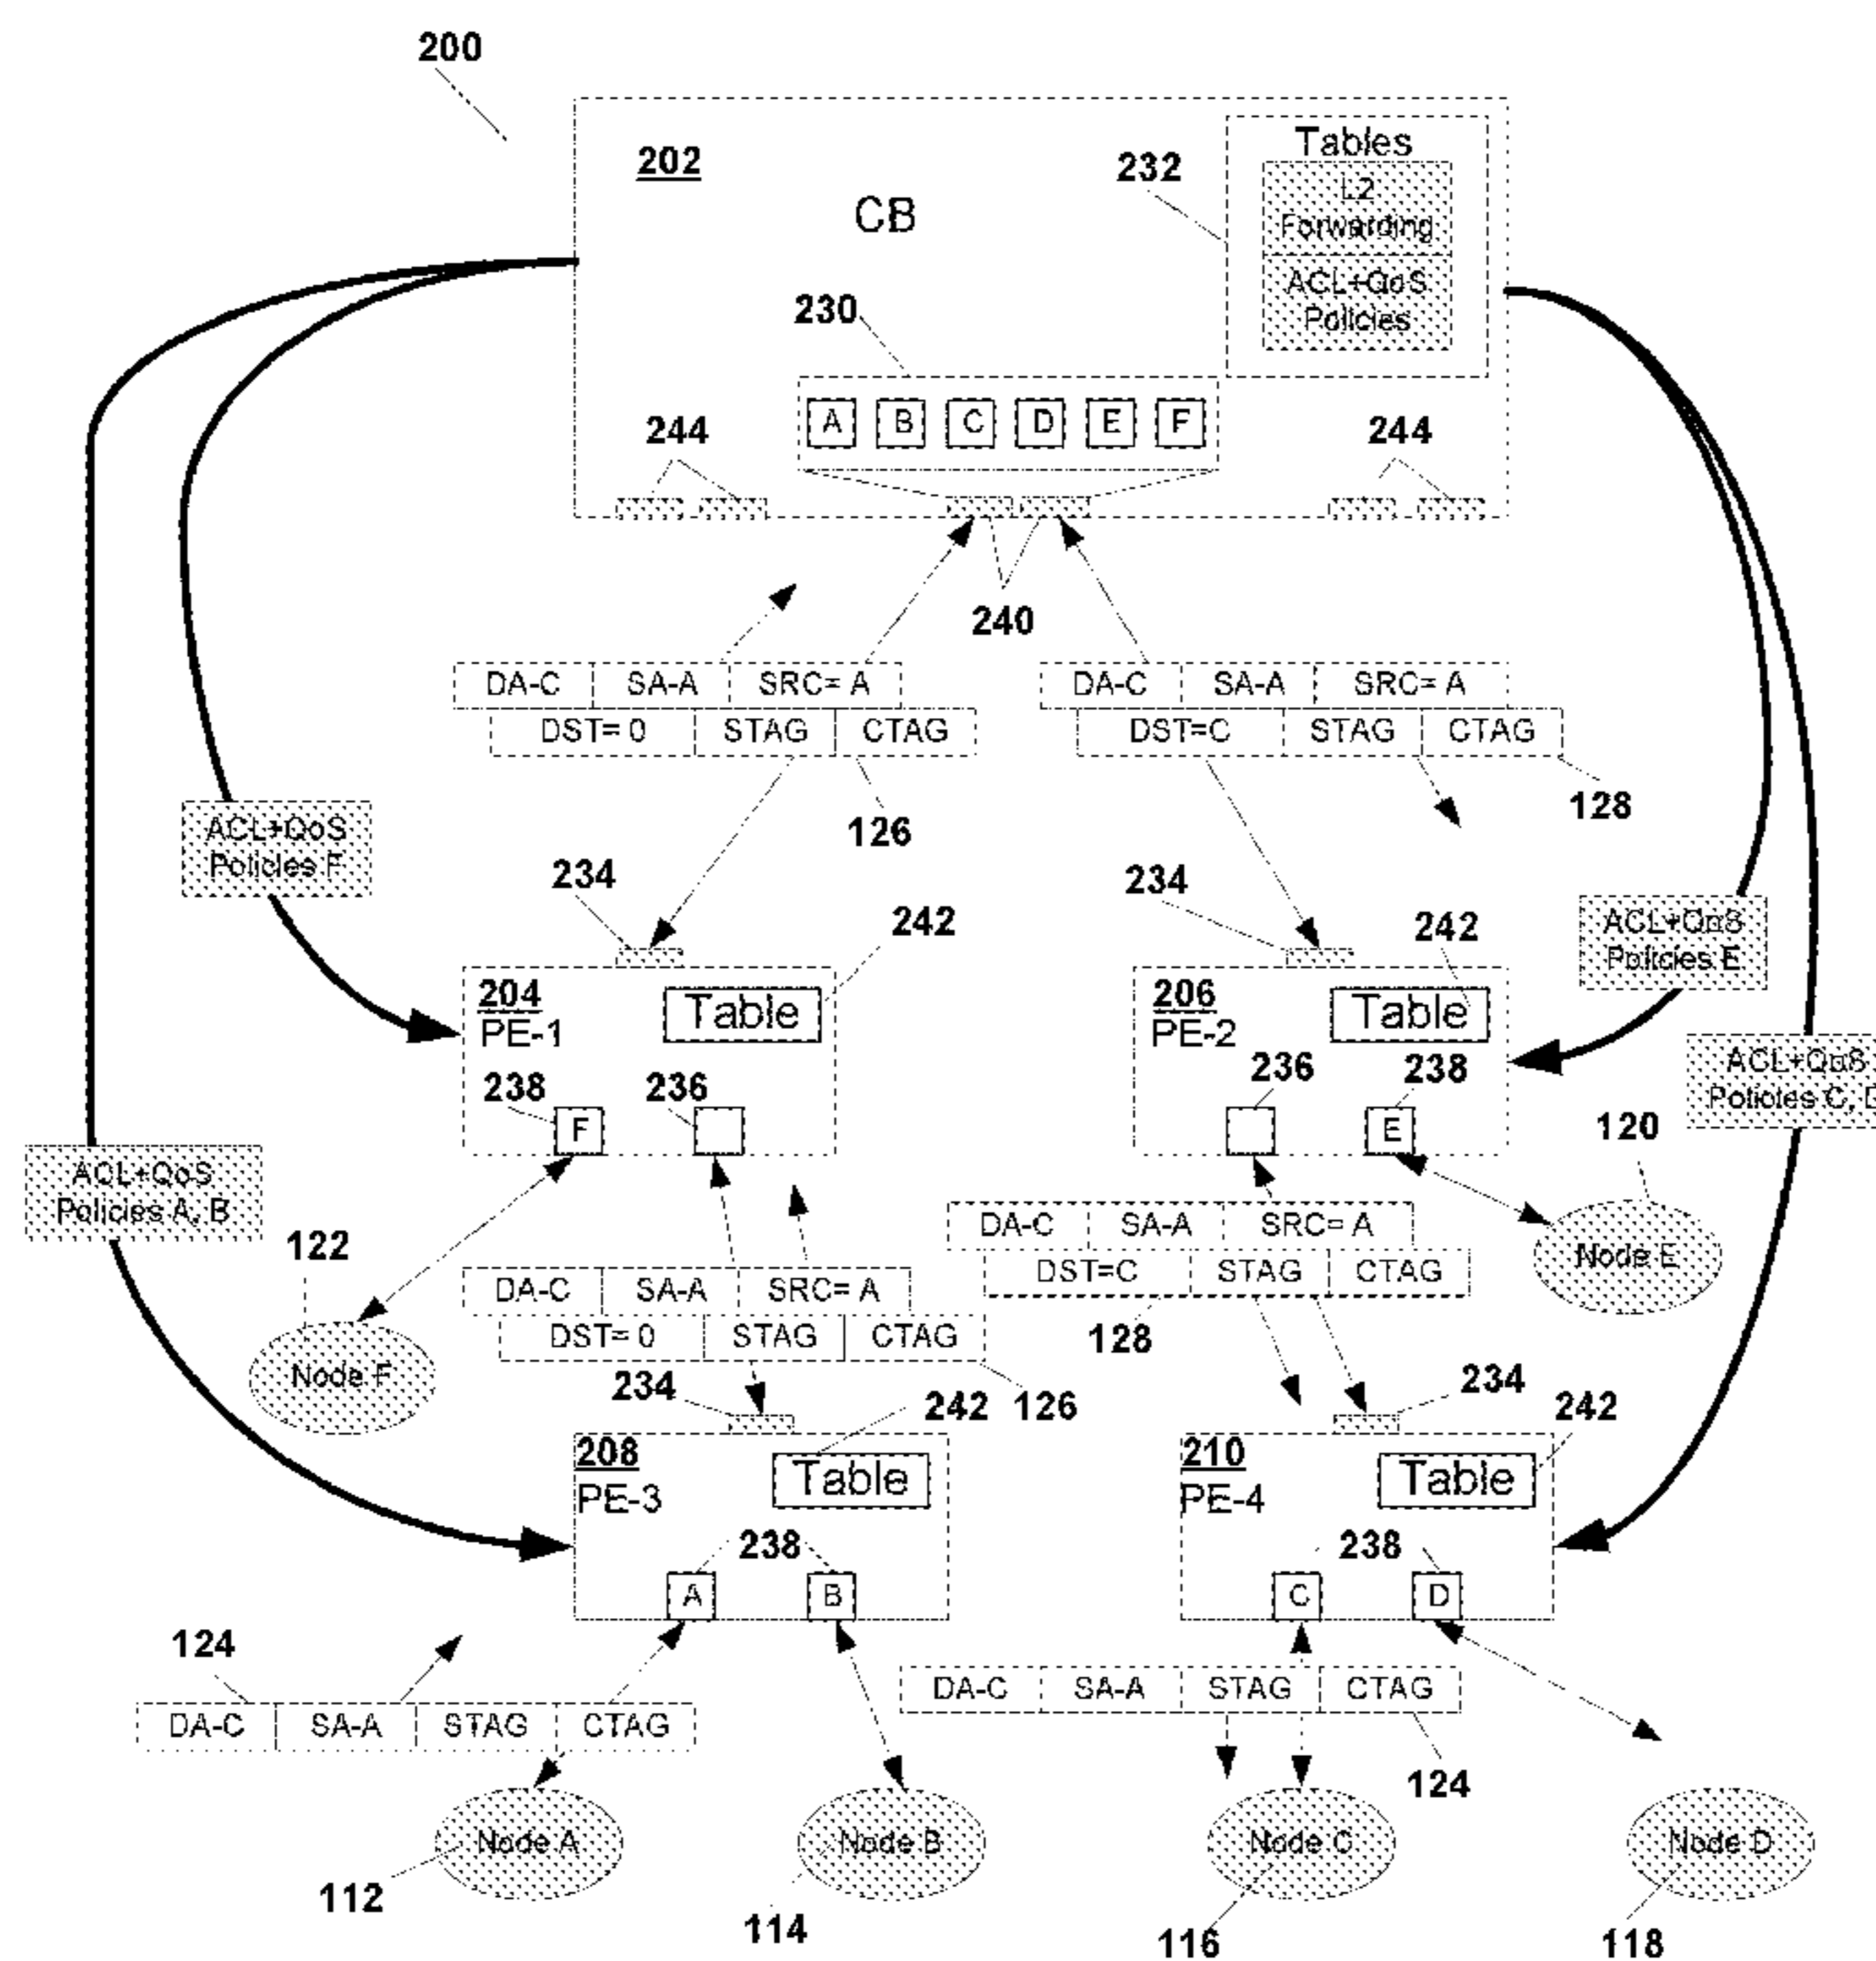 200
202
CB
232
Tables
L2
Forwarding
ACL+QoS
Policies
230
A B C D E F
244
244
240
DA-C SA-A SRC= A
DST= 0 STAG CTAG
126
DA-C SA-A SRC= A
DST=C STAG CTAG
128
ACL+QoS
Policies F
ACL+QoS
Policies E
234
242
204
PE-1
Table
238
236
F
234
242
206
PE-2
Table
236
238
E
ACL+QoS
Policies C,
120
ACL+QoS
Policies A, B
122
Node F
DA-C SA-A SRC= A
DST= 0 STAG CTAG
126
DA-C SA-A SRC= A
DST=C STAG CTAG
128
Node E
234
242
208
PE-3
Table
238
A B
234
242
210
PE-4
Table
238
C D
124
DA-C SA-A STAG CTAG
DA-C SA-A STAG CTAG
124
Node A
Node B
Node C
Node D
112
114
116
118